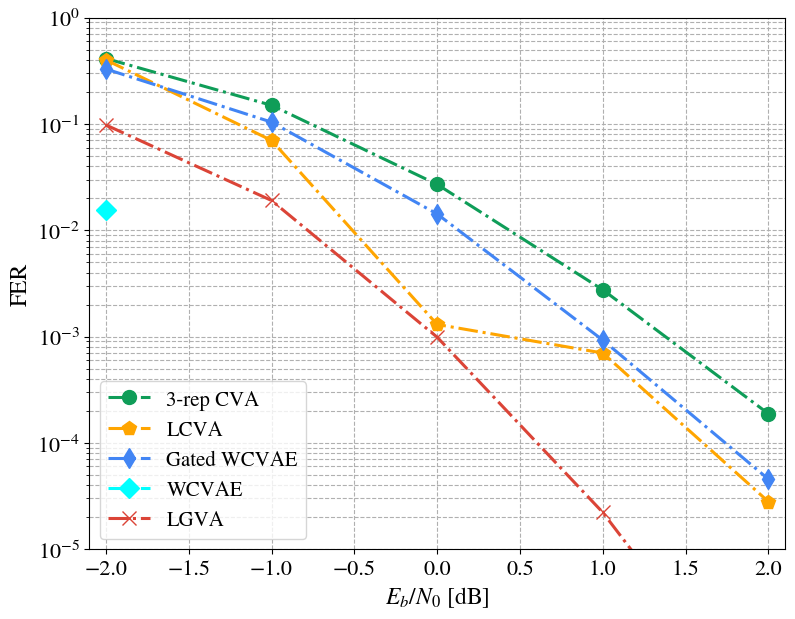 10^0
10^-1
10^-2
10^-3
10^-4
10^-5
FER
3-rep CVA
LCVA
Gated WCVAE
WCVAE
LGVA
−2.0 −1.5 −1.0 −0.5 0.0 0.5 1.0 1.5 2.0
E_b/N_0 [dB]